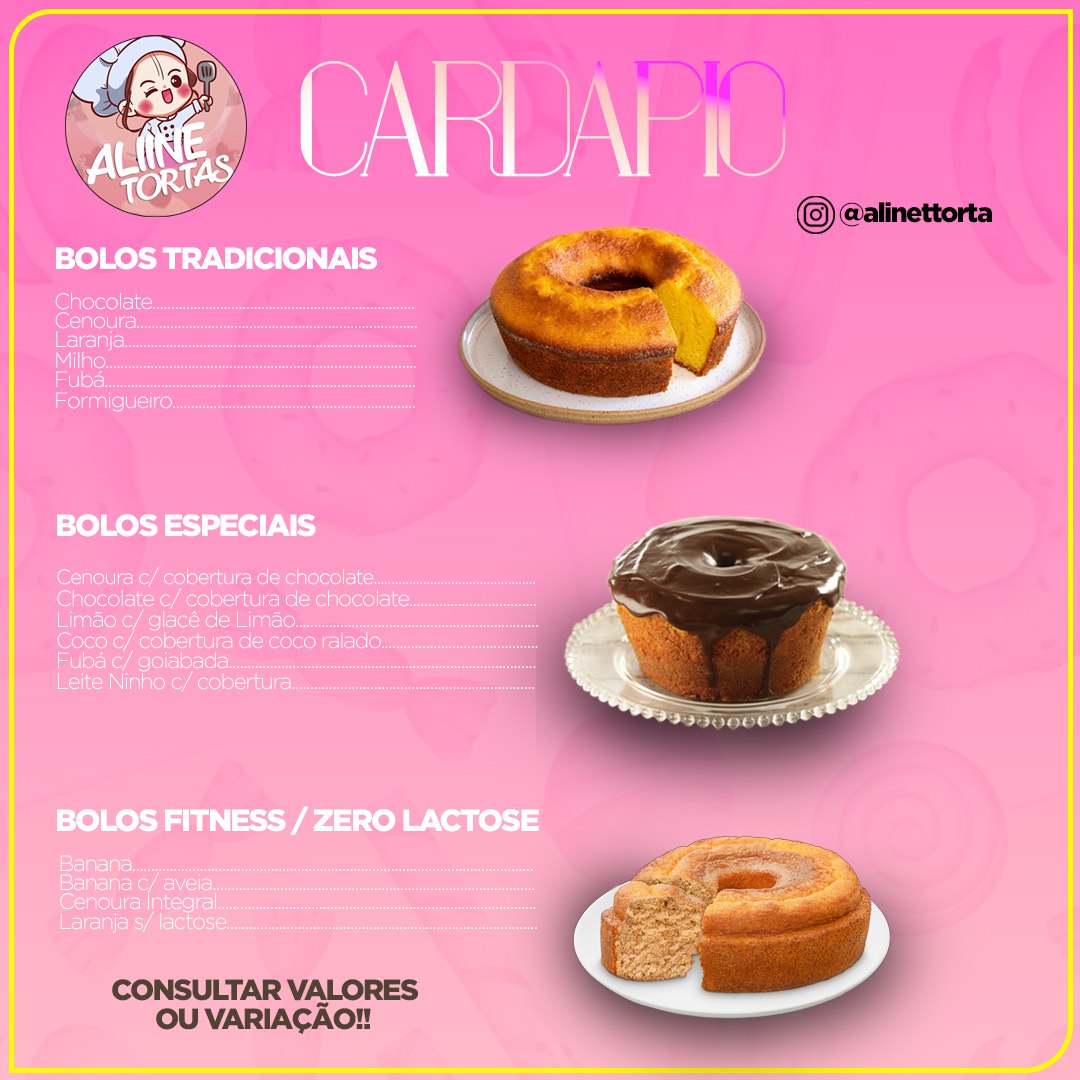 ALIINE
TORTAS
CARDAPIO
@alinettorta
BOLOS TRADICIONAIS
Chocolate
Cenoura
Laranja
Milho
Fubá
Formigueiro
BOLOS ESPECIAIS
Cenoura c/ cobertura de chocolate
Chocolate c/ cobertura de chocolate
Limão c/ glacê de Limão
Coco c/ cobertura de coco ralado
Fubá c/ goiabada
Leite Ninho c/ cobertura
BOLOS FITNESS / ZERO LACTOSE
Banana
Banana c/ aveia
Cenoura Integral
Laranja s/ lactose
CONSULTAR VALORES
OU VARIAÇÃO!!